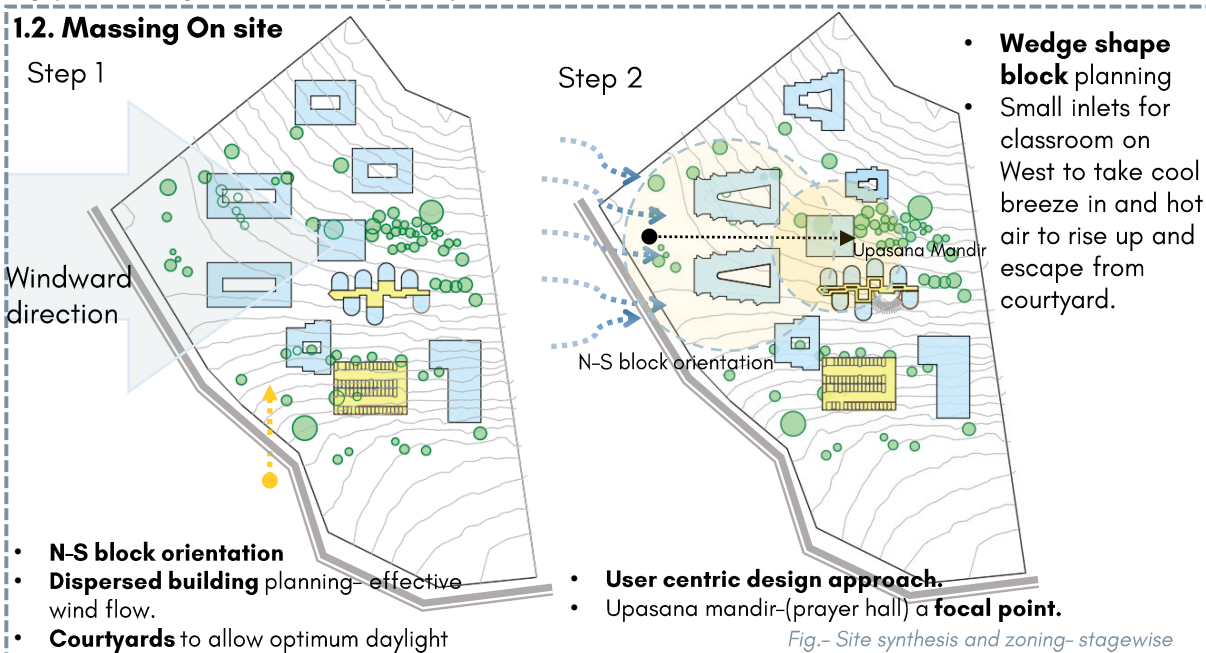 1.2. Massing On site
Step 1
Windward
direction
• N-S block orientation
• Dispersed building planning- effective
wind flow.
• Courtyards to allow optimum daylight
Step 2
Upasana Mandir
N-S block orientation
• Wedge shape
block planning
• Small inlets for
classroom on
West to take cool
breeze in and hot
air to rise up and
escape from
courtyard.
• User centric design approach.
• Upasana mandir-(prayer hall) a focal point.
Fig.- Site synthesis and zoning- stagewise